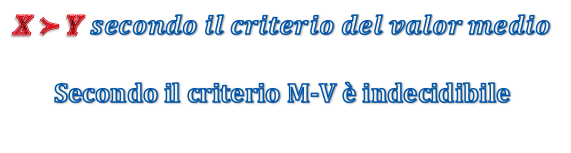 X ≻ Y secondo il criterio del valor medio
Secondo il criterio M-V è indecidibile